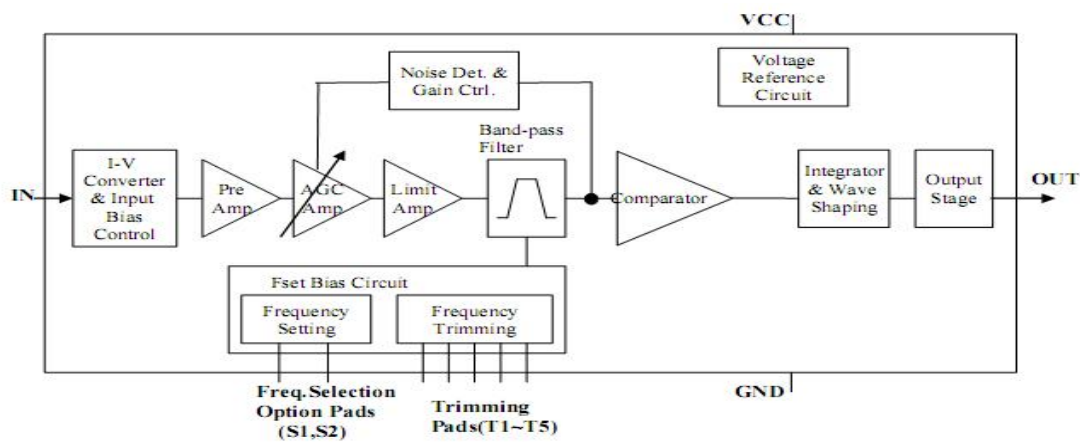 VCC
Noise Det. &
Gain Ctrl.
Voltage
Reference
Circuit
Band-pass
Filter
IN
I-V
Converter
& Input
Bias
Control
Pre
Amp
AGC
Amp
Limit
Amp
Comparator
Integrator
& Wave
Shaping
Output
Stage
OUT
Fset Bias Circuit
Frequency
Setting
Frequency
Trimming
Freq.Selection
Option Pads
(S1,S2)
Trimming
Pads(T1~T5)
GND